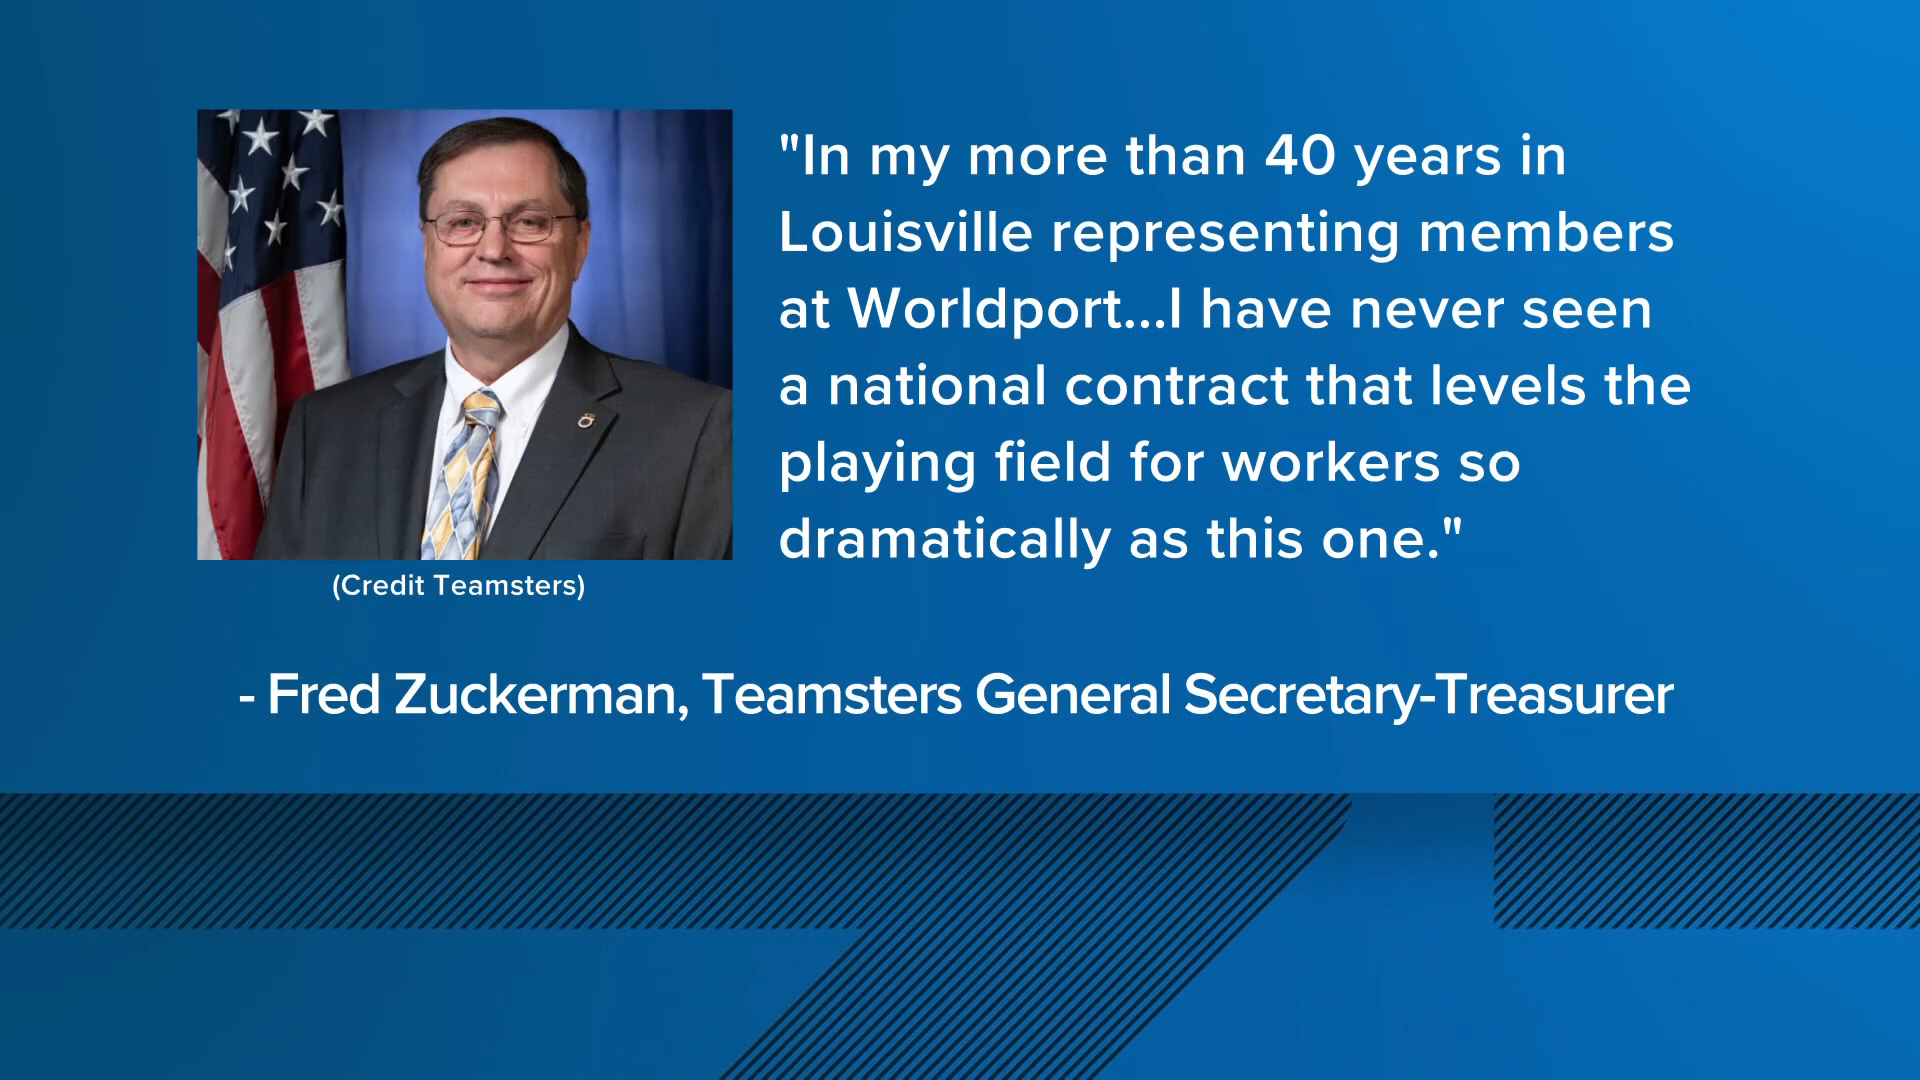 "In my more than 40 years in
Louisville representing members
at Worldport...I have never seen
a national contract that levels the
playing field for workers so
dramatically as this one."
(Credit Teamsters)
- Fred Zuckerman, Teamsters General Secretary-Treasurer